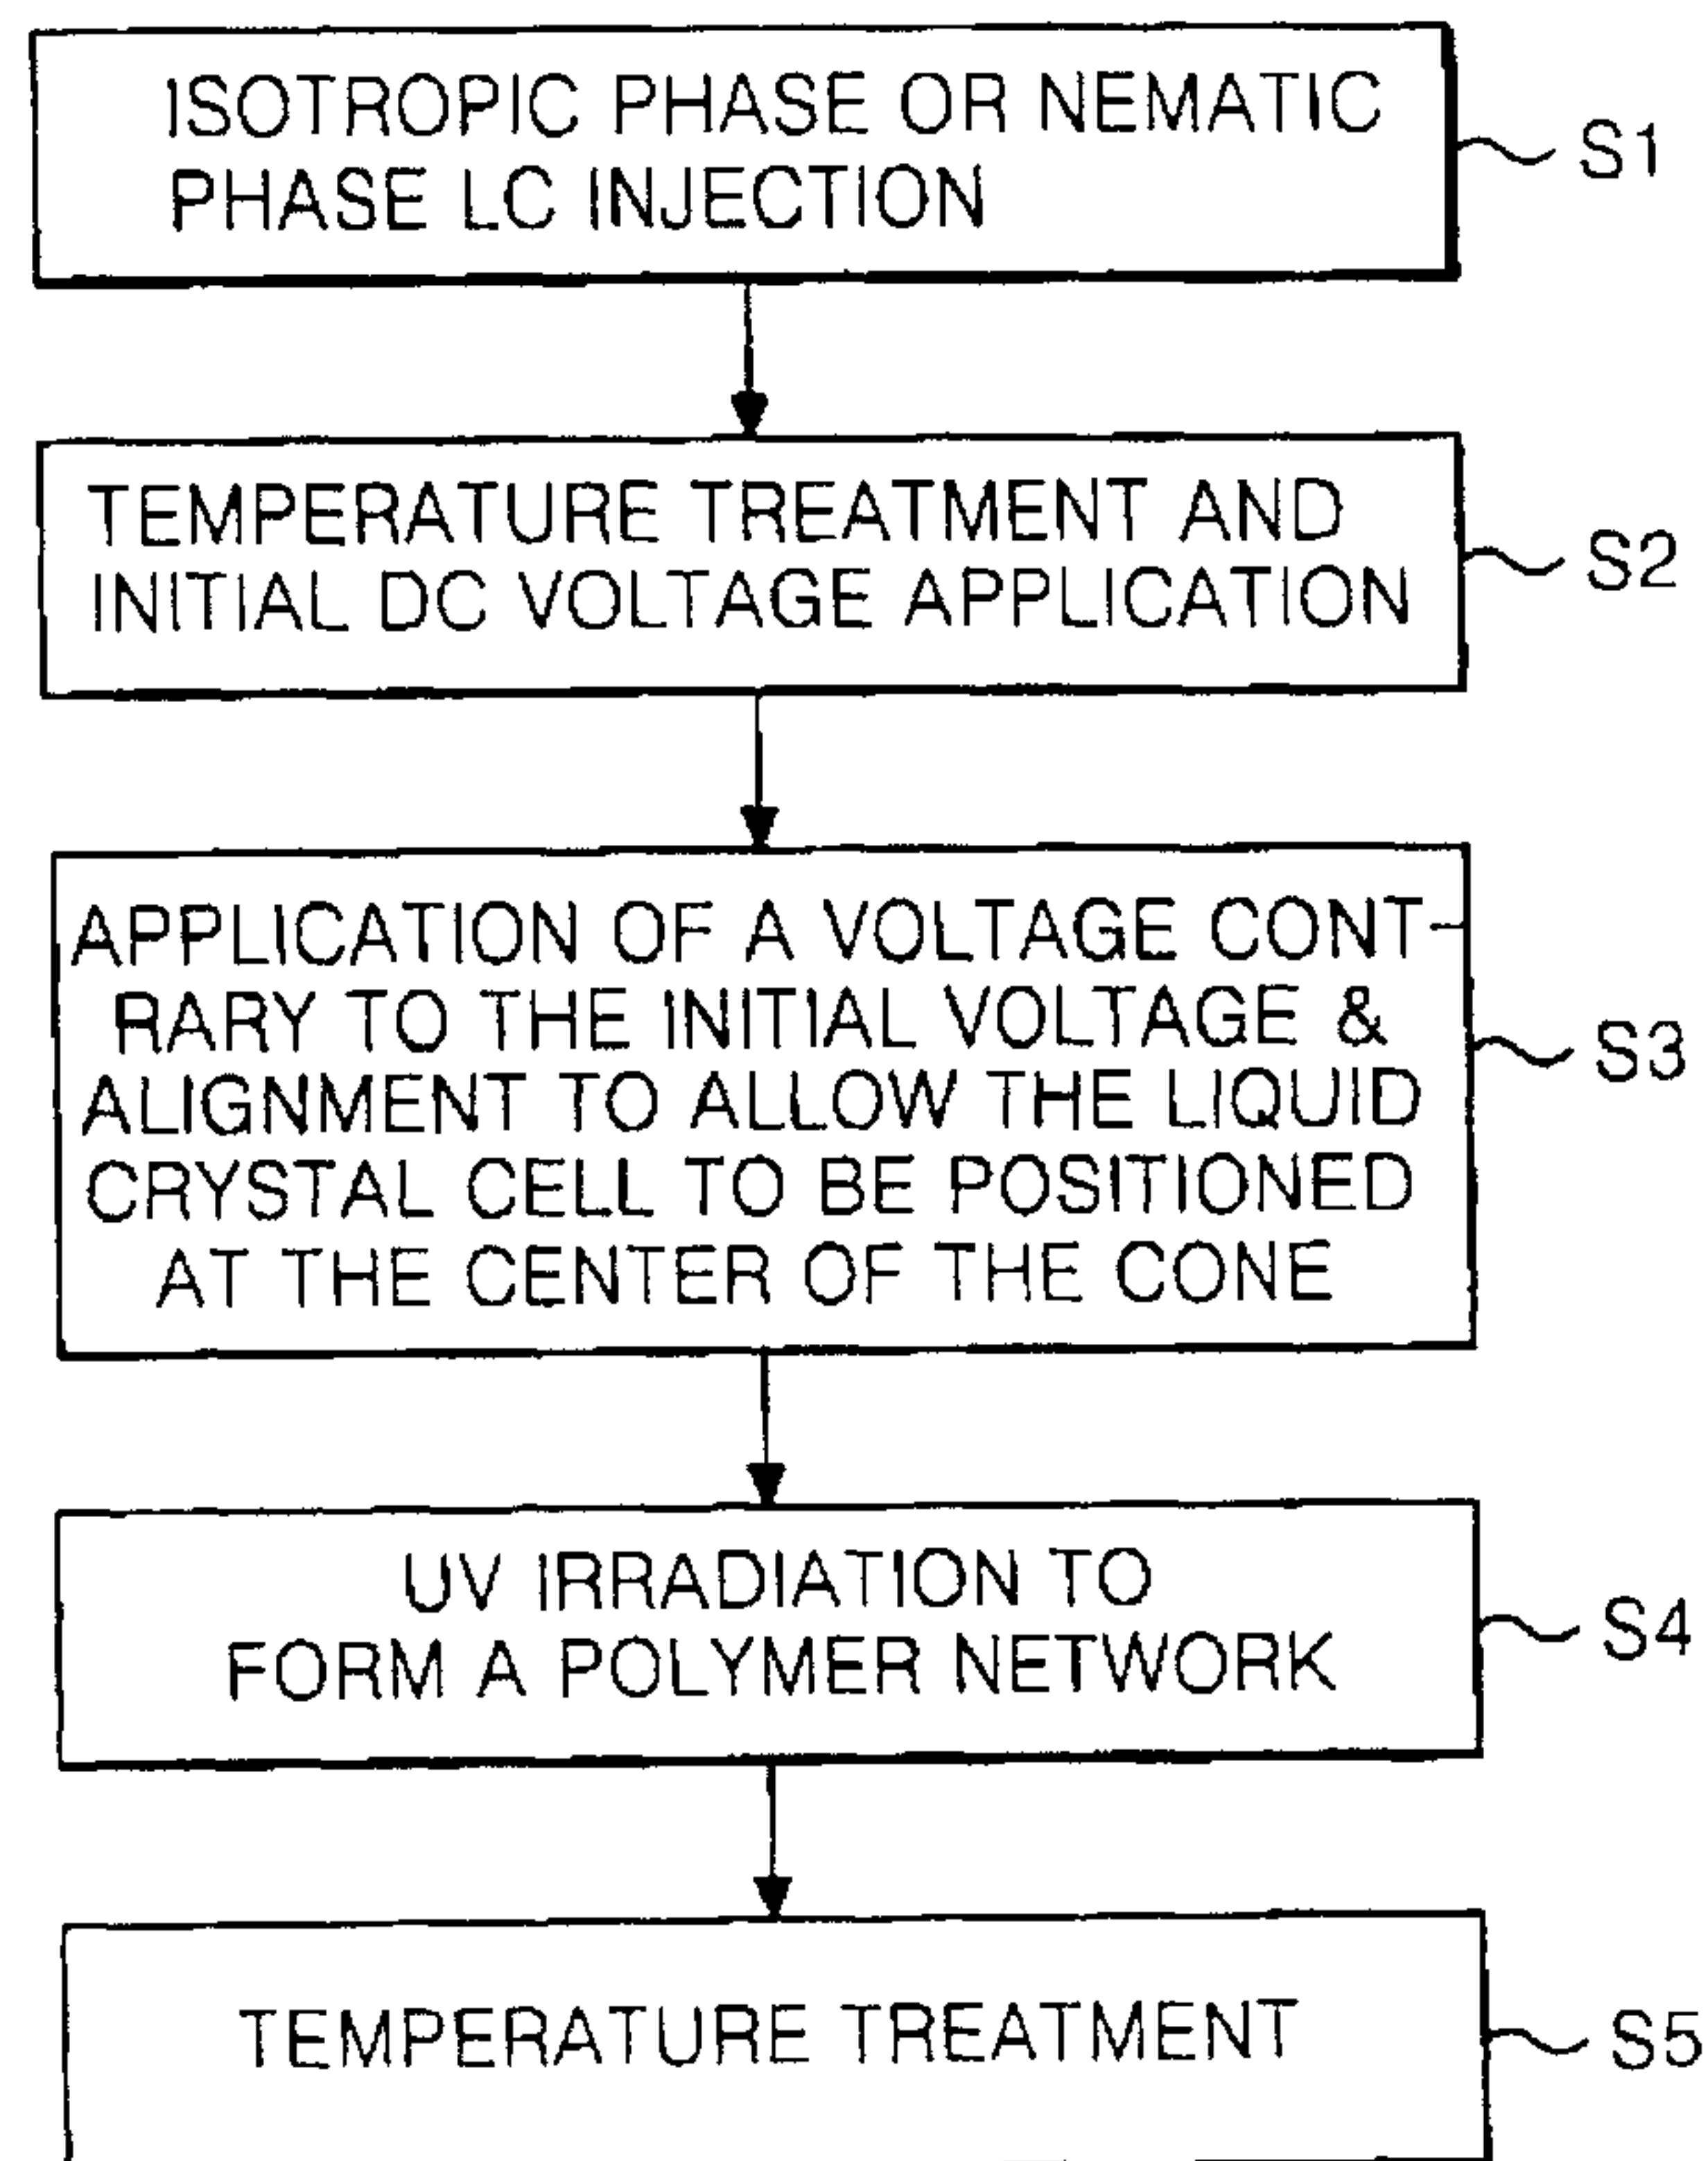 ISOTROPIC PHASE OR NEMATIC
PHASE LC INJECTION
S1
TEMPERATURE TREATMENT AND
INITIAL DC VOLTAGE APPLICATION
S2
APPLICATION OF A VOLTAGE CONT-
RARY TO THE INITIAL VOLTAGE &
ALIGNMENT TO ALLOW THE LIQUID
CRYSTAL CELL TO BE POSITIONED
AT THE CENTER OF THE CONE
S3
UV IRRADIATION TO
FORM A POLYMER NETWORK
S4
TEMPERATURE TREATMENT
S5